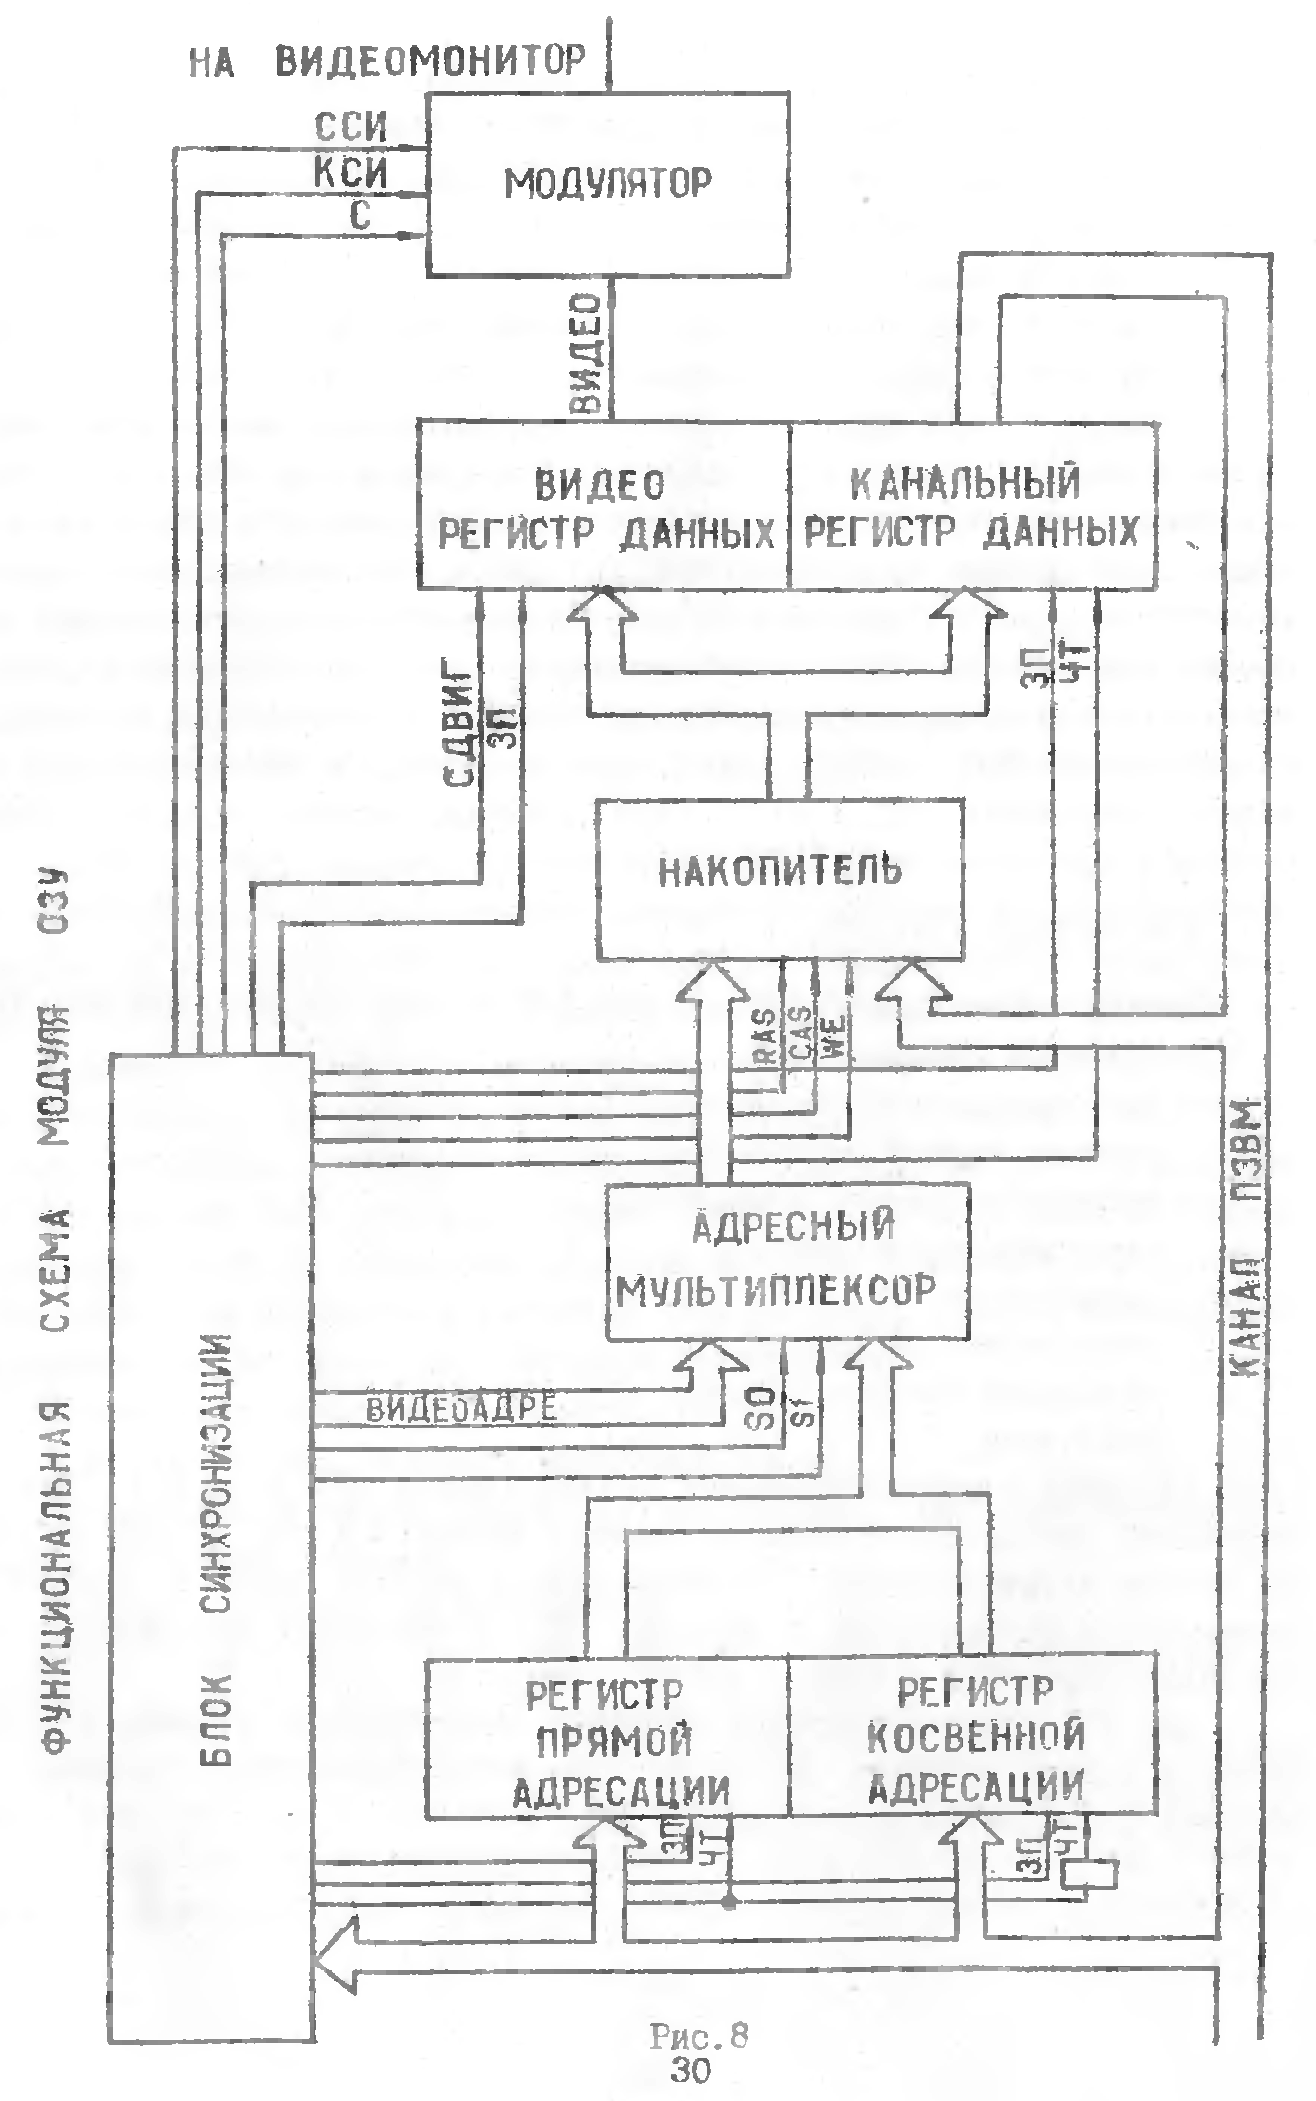 НА ВИДЕОМОНИТОР
ССИ
КСИ
С
МОДУЛЯТОР
ВИДЕО
ВИДЕО
РЕГИСТР ДАННЫХ
КАНАЛЬНЫЙ
РЕГИСТР ДАННЫХ
СДВИГ
ЗП
ЗП
ЧТ
НАКОПИТЕЛЬ
RAS
CAS
WE
АДРЕСНЫЙ
МУЛЬТИПЛЕКСОР
ВИДЕОАДРЕ
S0
S1
КАНАЛ ПЭВМ
ФУНКЦИОНАЛЬНАЯ СХЕМА МОДУЛЯ ОЗУ
БЛОК СИНХРОНИЗАЦИИ
РЕГИСТР
ПРЯМОЙ
АДРЕСАЦИИ
РЕГИСТР
КОСВЕННОЙ
АДРЕСАЦИИ
ЗП
ЧТ
ЗП
ЧТ
Рис.8
30